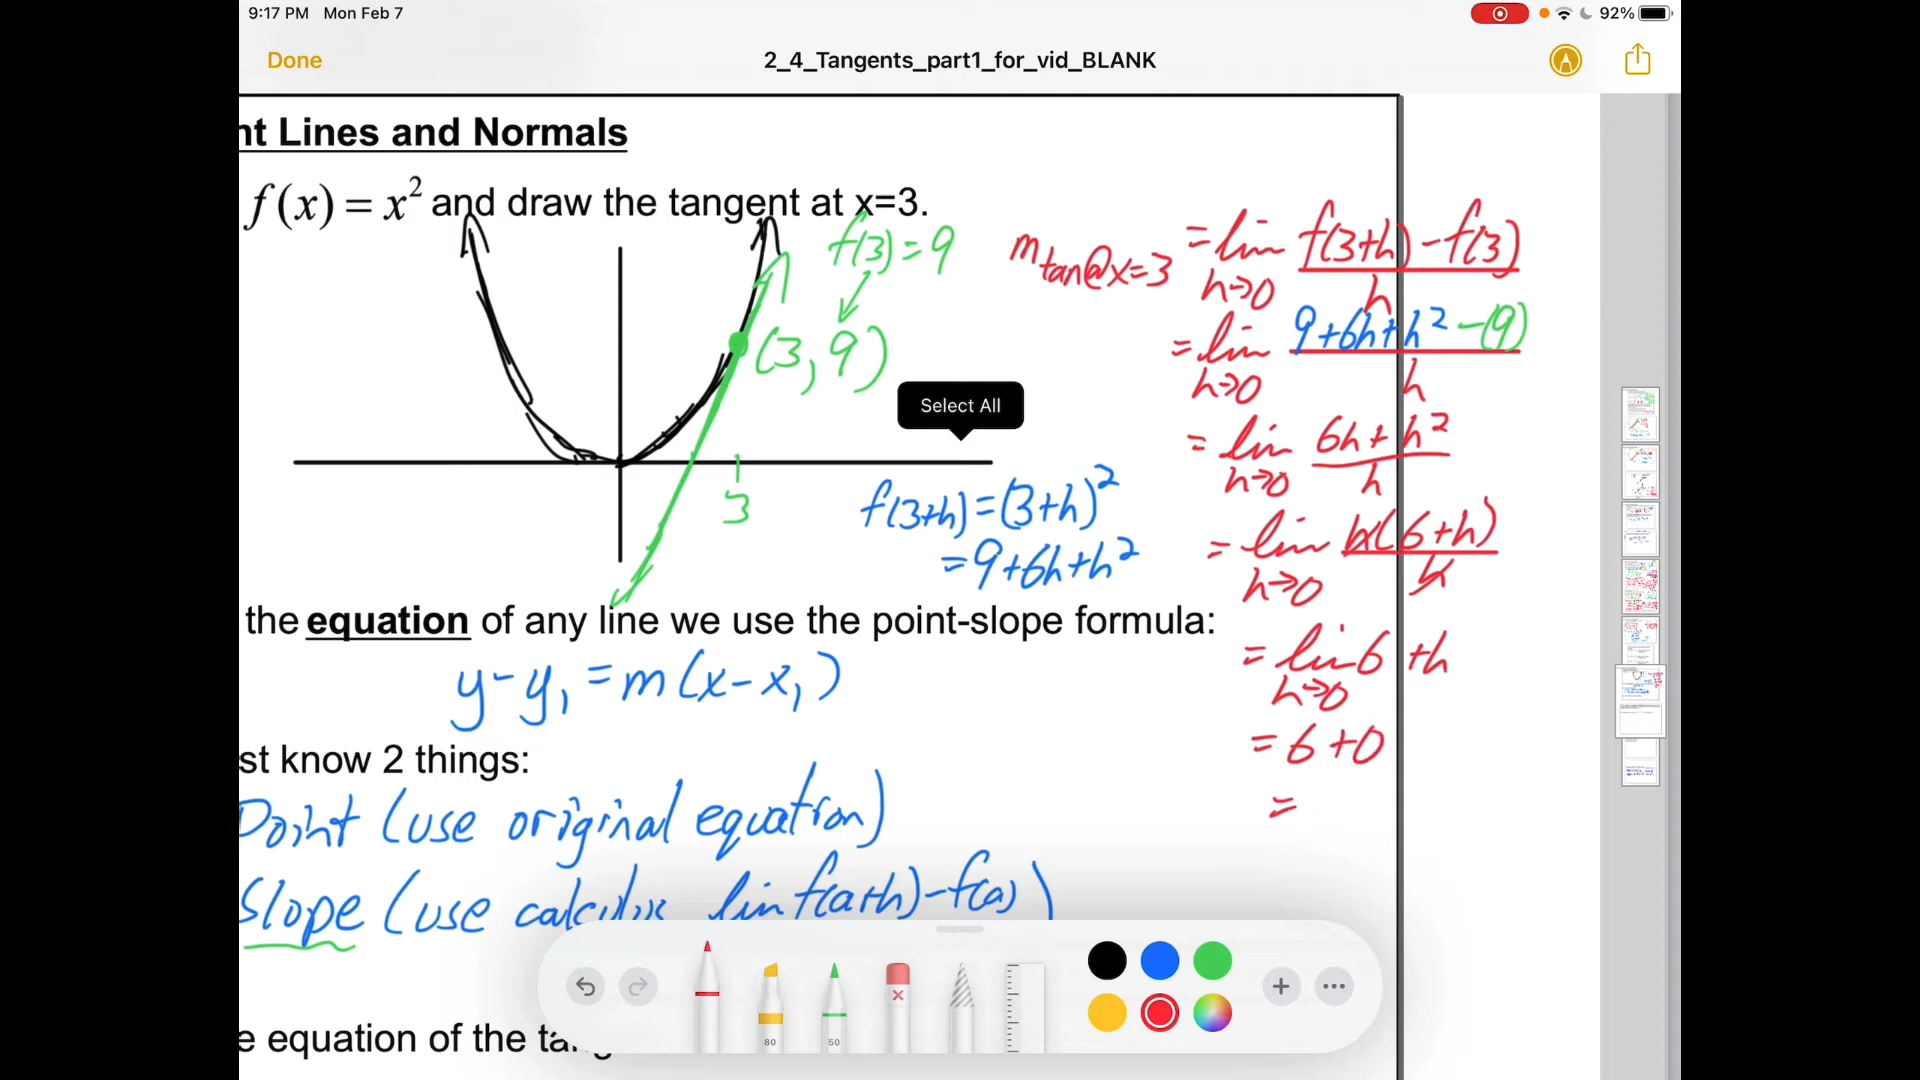 9:17 PM Mon Feb 7
92%
Done
2_4_Tangents_part1_for_vid_BLANK
nt Lines and Normals
f(x) = x² and draw the tangent at x=3.
f(3)=9
(3,9)
3
Select All
f(3+h)=(3+h)²
=9+6h+h²
m tan@x=3 = lim h→0 f(3+h)-f(3) / h
= lim h→0 9+6h+h²-(9) / h
= lim h→0 6h+h² / h
= lim h→0 h(6+h) / h
= lim h→0 6+h
= 6+0
=
the equation of any line we use the point-slope formula:
y-y₁=m(x-x₁)
st know 2 things:
Point (use original equation)
Slope (use calculus lim f(a+h)-f(a) )
80
50
e equation of the